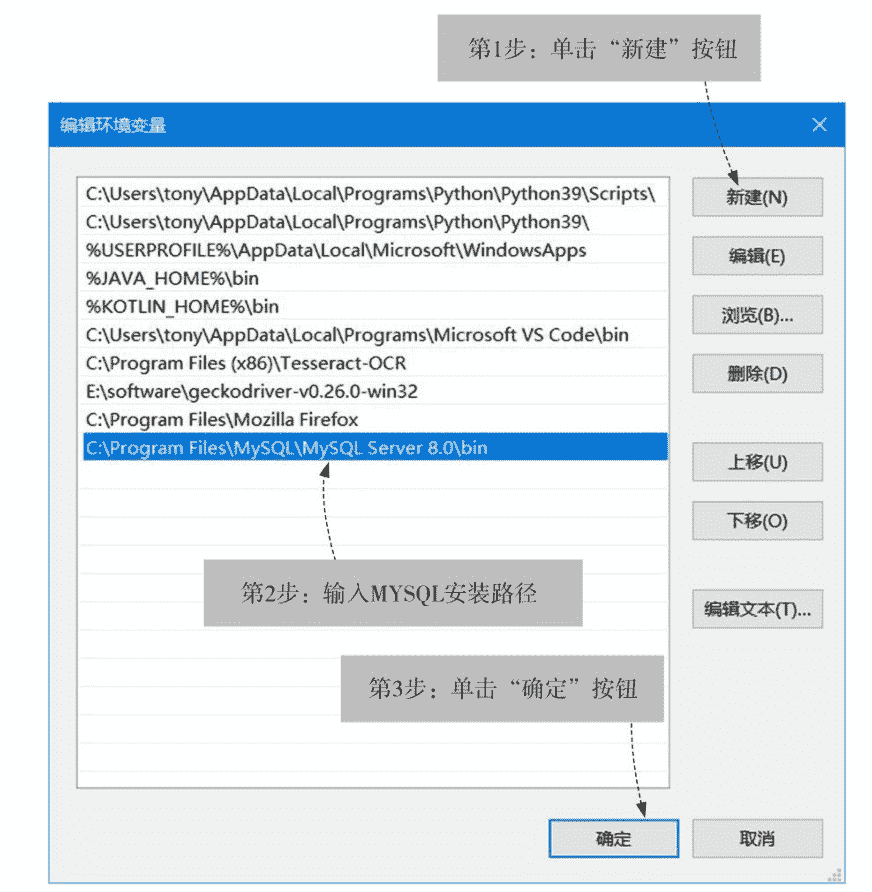 第1步：单击“新建”按钮
编辑环境变量
C:\Users\tony\AppData\Local\Programs\Python\Python39\Scripts\
C:\Users\tony\AppData\Local\Programs\Python\Python39\
%USERPROFILE%\AppData\Local\Microsoft\WindowsApps
%JAVA_HOME%\bin
%KOTLIN_HOME%\bin
C:\Users\tony\AppData\Local\Programs\Microsoft VS Code\bin
C:\Program Files (x86)\Tesseract-OCR
E:\software\geckodriver-v0.26.0-win32
C:\Program Files\Mozilla Firefox
C:\Program Files\MySQL\MySQL Server 8.0\bin
第2步：输入MYSQL安装路径
第3步：单击“确定”按钮
新建(N)
编辑(E)
浏览(B)...
删除(D)
上移(U)
下移(O)
编辑文本(T)...
确定
取消